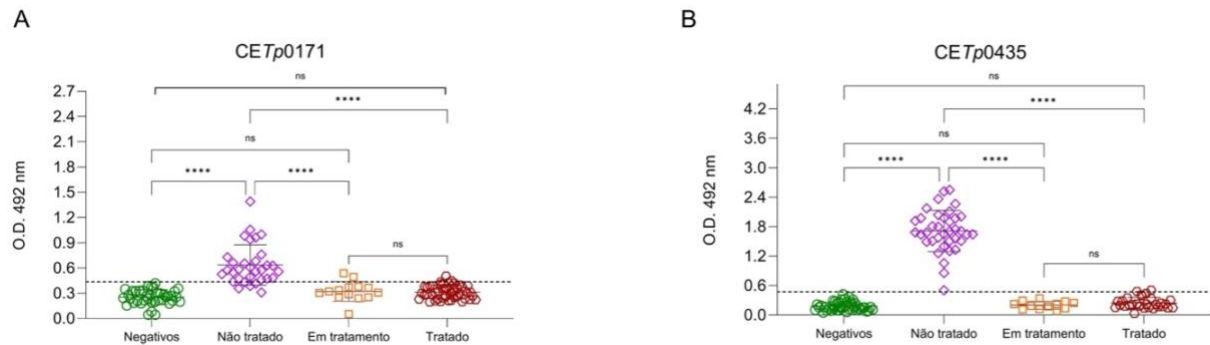 A
CETp0171
ns
****
ns
****
****
ns
2.7
2.4
2.1
1.8
1.5
1.2
0.9
0.6
0.3
0.0
O.D. 492 nm
Negativos Não tratado Em tratamento Tratado
B
CETp0435
ns
****
ns
****
****
ns
4.2
3.6
3.0
2.4
1.8
1.2
0.6
0.0
O.D. 492 nm
Negativos Não tratado Em tratamento Tratado